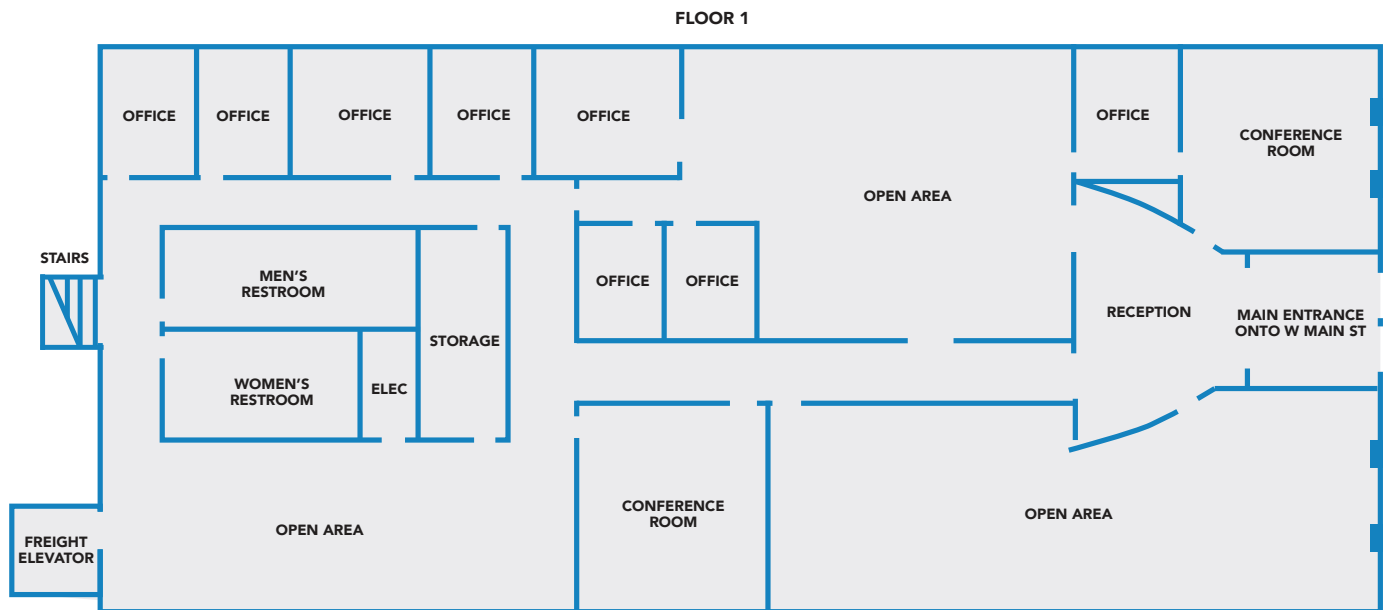 FLOOR 1
OFFICE
OFFICE
OFFICE
OFFICE
OFFICE
OFFICE
CONFERENCE
ROOM
OPEN AREA
STAIRS
MEN'S
RESTROOM
OFFICE
OFFICE
RECEPTION
MAIN ENTRANCE
ONTO W MAIN ST
STORAGE
WOMEN'S
RESTROOM
ELEC
CONFERENCE
ROOM
OPEN AREA
OPEN AREA
FREIGHT
ELEVATOR